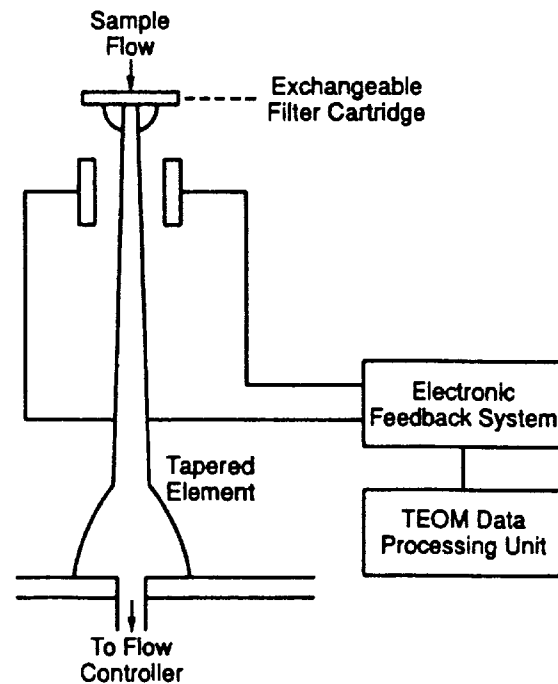 Sample
Flow
Exchangeable
Filter Cartridge
Electronic
Feedback System
Tapered
Element
TEOM Data
Processing Unit
To Flow
Controller